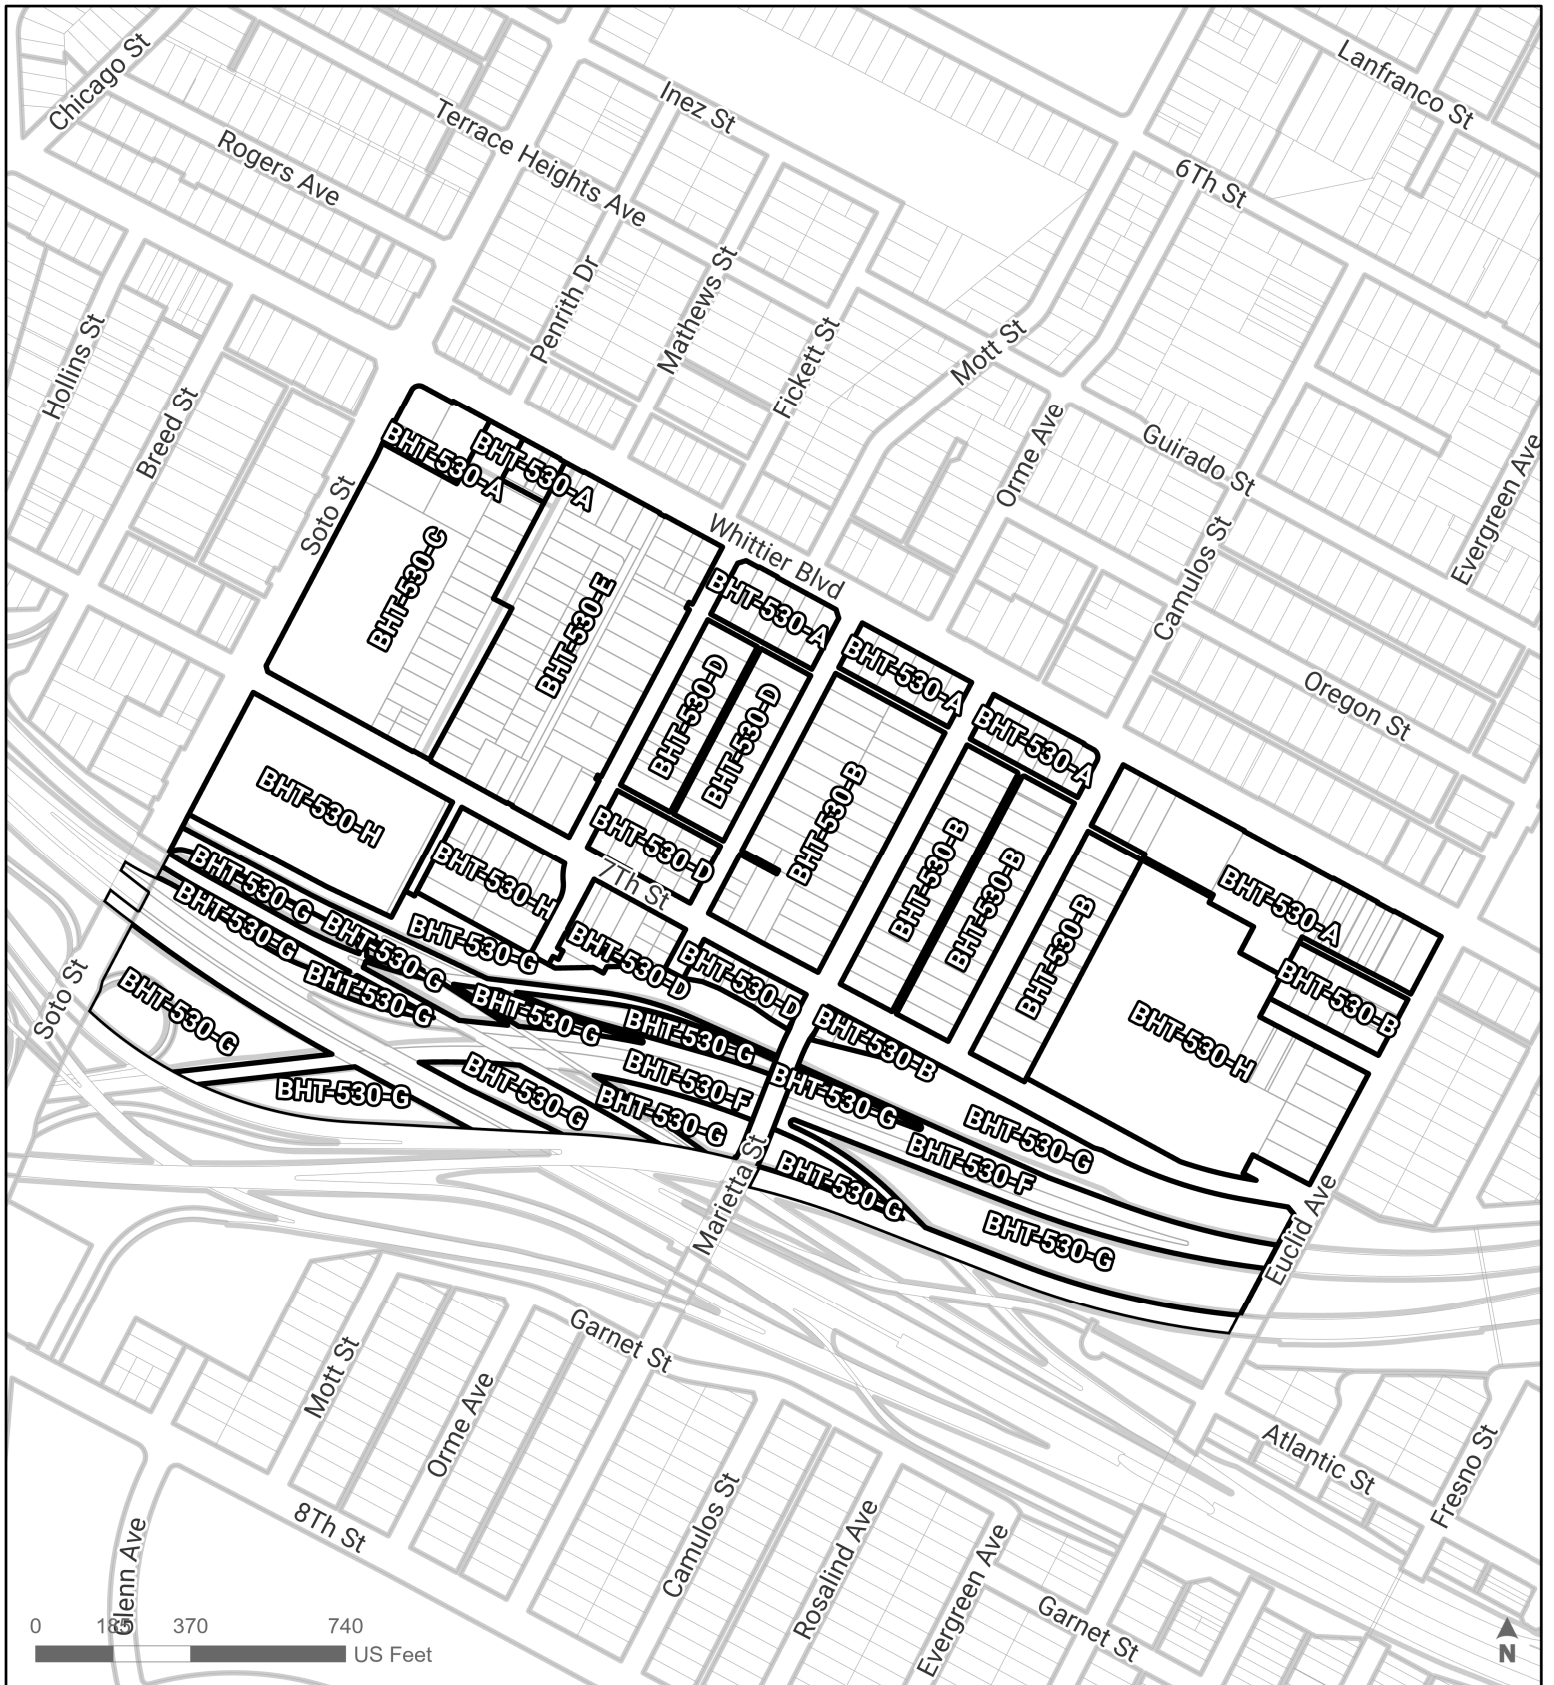 Lanfranco St
Chicago St
Inez St
Terrace Heights Ave
Rogers Ave
6Th St
Penrith Dr
Mathews St
Hollins St
Fickett St
Mott St
Breed St
Orme Ave
Guirado St
Evergreen Ave
Soto St
Camulos St
Whittier Blvd
Oregon St
BHT-530-A
BHT-530-A
BHT-530-C
BHT-530-E
BHT-530-A
BHT-530-A
BHT-530-A
BHT-530-D
BHT-530-D
BHT-530-B
BHT-530-H
BHT-530-D
BHT-530-B
BHT-530-B
BHT-530-A
BHT-530-H
7Th St
BHT-530-G
BHT-530-G
BHT-530-G
BHT-530-G
BHT-530-D
BHT-530-D
BHT-530-B
BHT-530-B
BHT-530-G
BHT-530-G
BHT-530-G
BHT-530-G
BHT-530-B
BHT-530-H
Soto St
BHT-530-G
BHT-530-G
BHT-530-F
BHT-530-G
BHT-530-G
BHT-530-G
BHT-530-F
BHT-530-G
BHT-530-G
Marietta St
BHT-530-G
Euclid Ave
Garnet St
Mott St
Orme Ave
Atlantic St
Fresno St
8Th St
Camulos St
Rosalind Ave
Evergreen Ave
Glenn Ave
Garnet St
0 185 370 740
US Feet
N